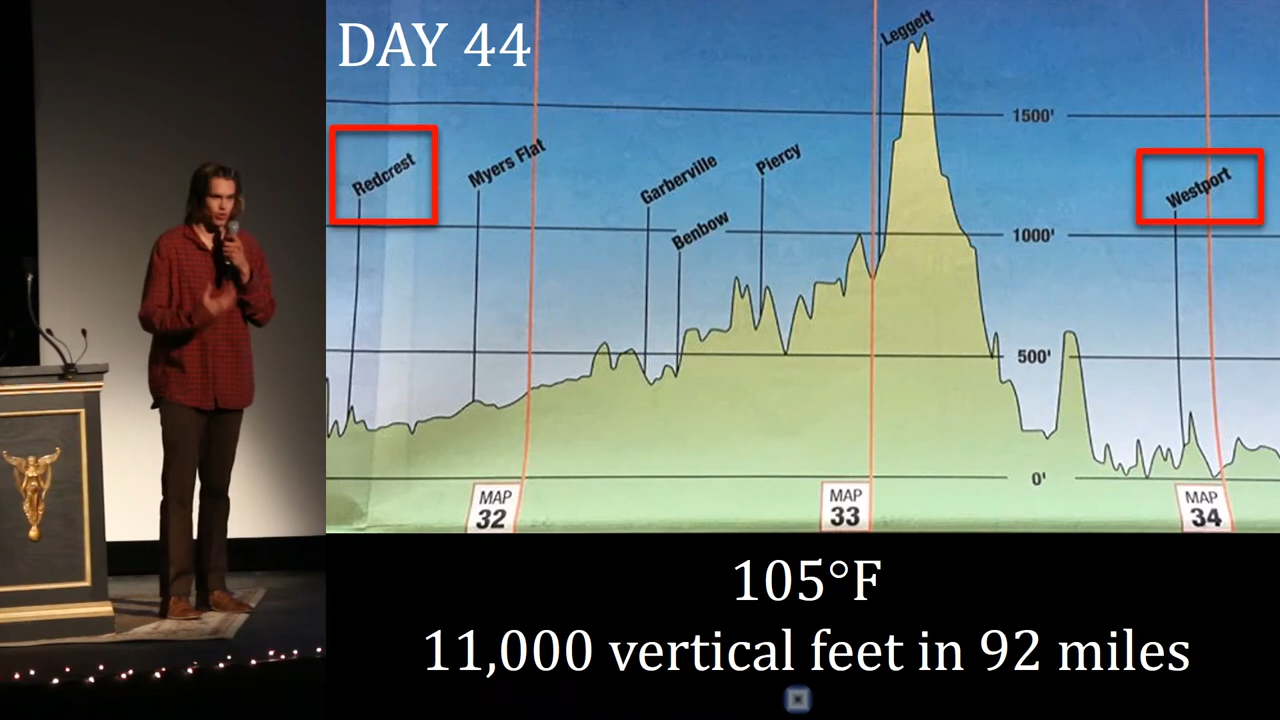 DAY 44
Leggett
1500'
Redcrest
Myers Flat
Garberville
Piercy
Westport
Benbow
1000'
500'
0'
MAP
32
MAP
33
MAP
34
105°F
11,000 vertical feet in 92 miles